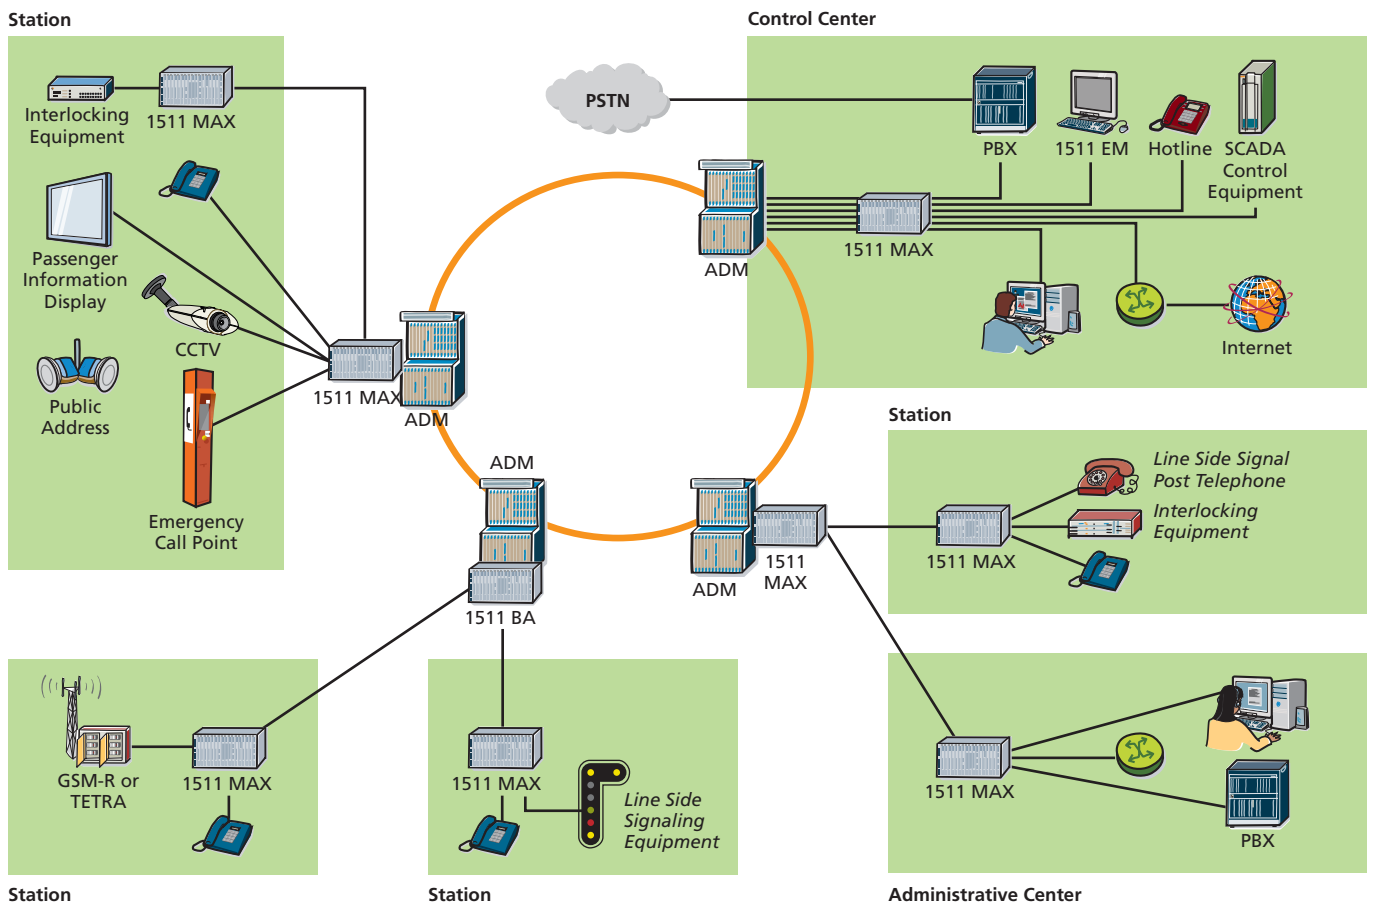 Station
Control Center
Interlocking
Equipment
1511 MAX
PSTN
PBX
1511 EM
Hotline
SCADA
Control
Equipment
1511 MAX
ADM
Internet
Passenger
Information
Display
CCTV
Public
Address
1511 MAX
ADM
Emergency
Call Point
Station
Line Side Signal
Post Telephone
Interlocking
Equipment
1511 MAX
ADM
1511 BA
ADM
1511
MAX
GSM-R or
TETRA
1511 MAX
1511 MAX
Line Side
Signaling
Equipment
1511 MAX
PBX
Station
Station
Administrative Center